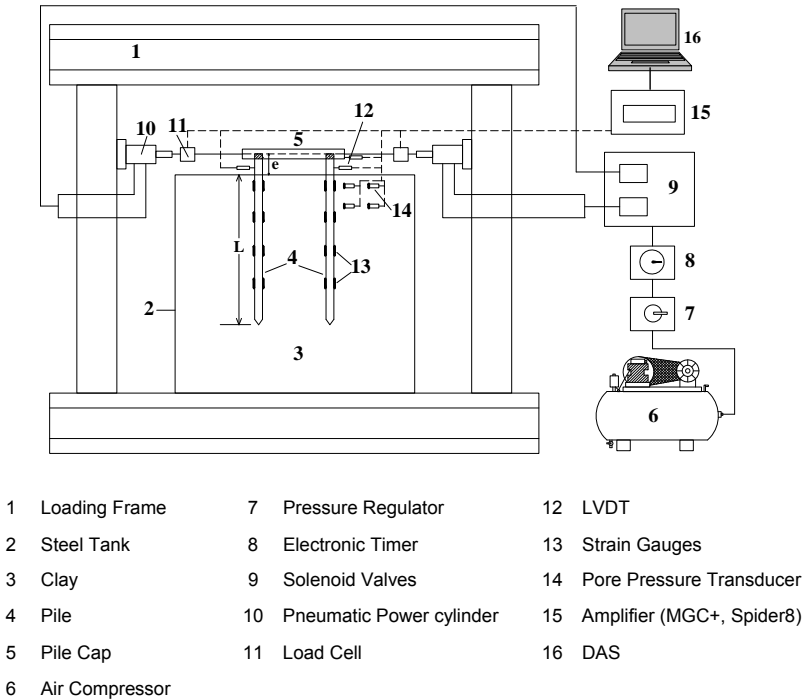 1
16
12
10
11
5
15
e
9
14
L
4
13
8
2
7
3
6
1 Loading Frame 7 Pressure Regulator 12 LVDT
2 Steel Tank 8 Electronic Timer 13 Strain Gauges
3 Clay 9 Solenoid Valves 14 Pore Pressure Transducer
4 Pile 10 Pneumatic Power cylinder 15 Amplifier (MGC+, Spider8)
5 Pile Cap 11 Load Cell 16 DAS
6 Air Compressor